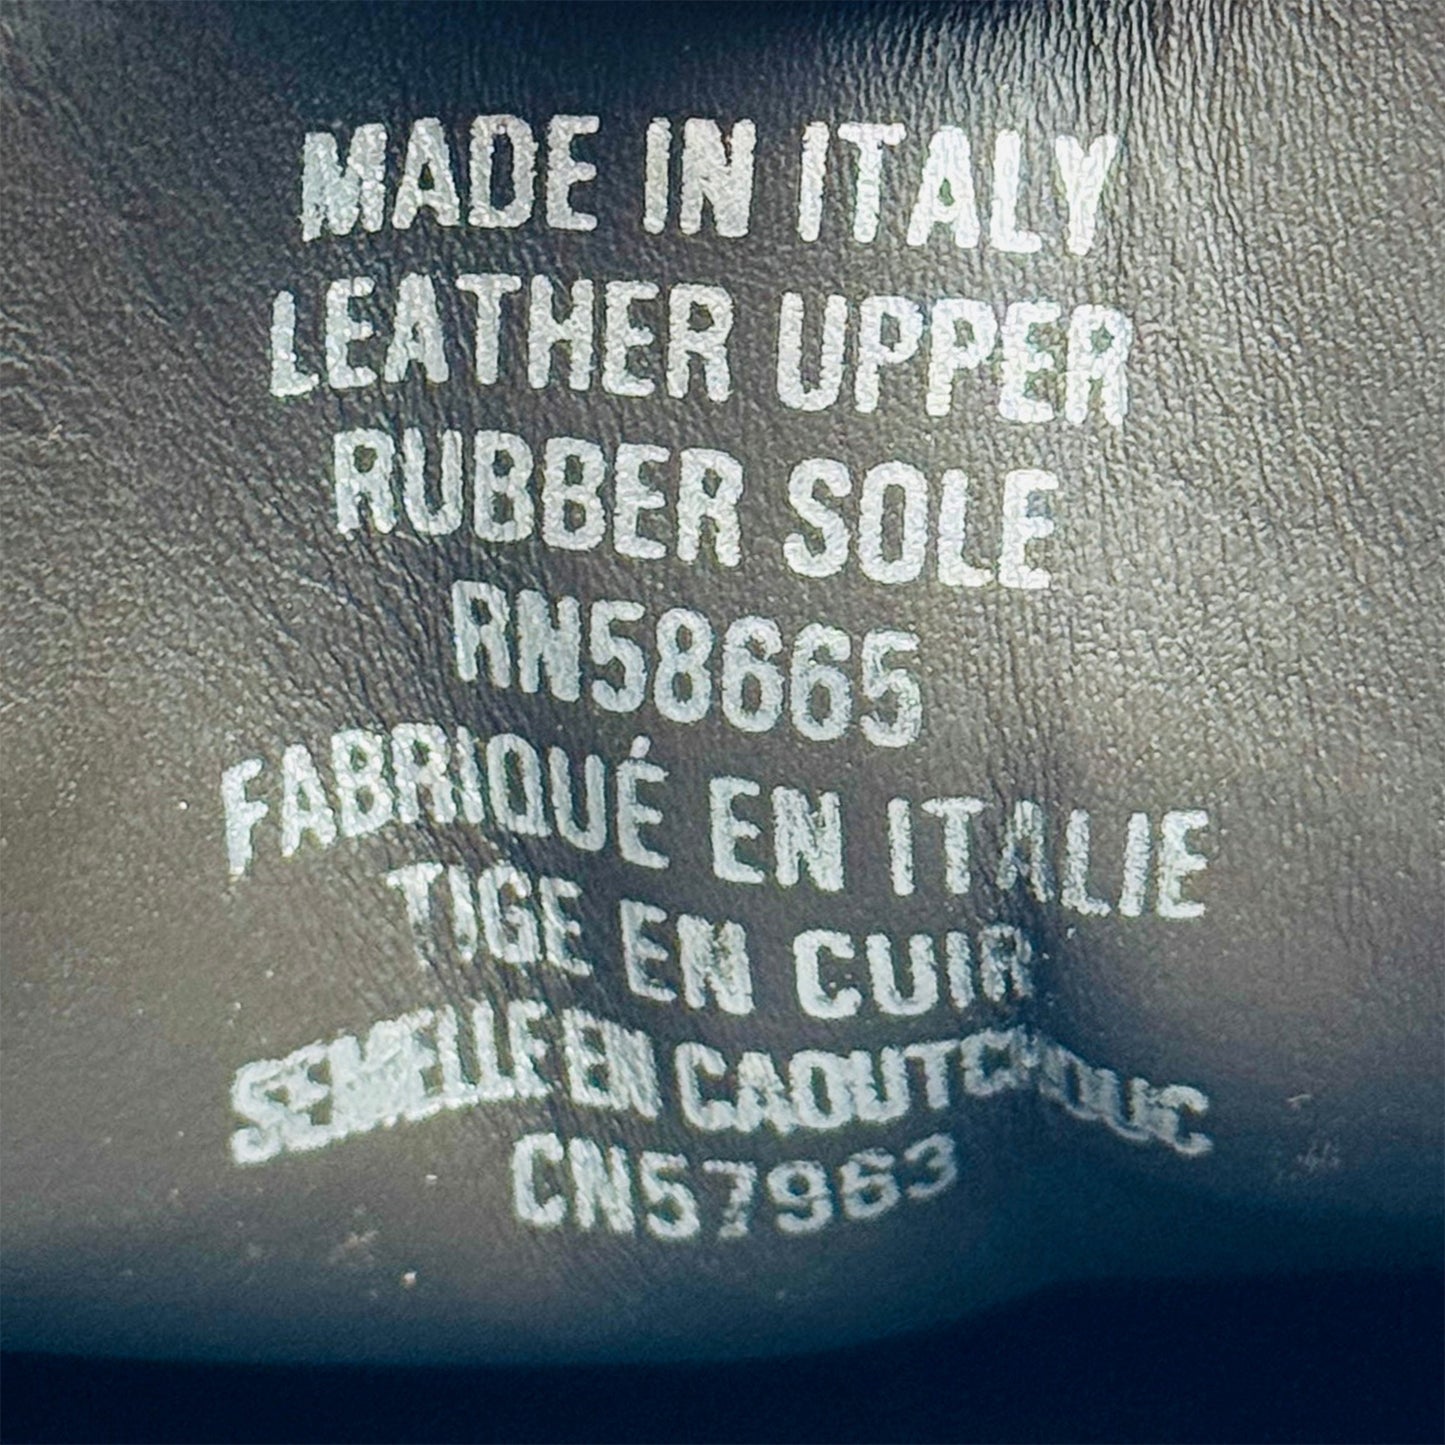 MADE IN ITALY
LEATHER UPPER
RUBBER SOLE
RN58665
FABRIQUÉ EN ITALIE
TIGE EN CUIR
SEMELLE EN CAOUTCHOUC
CN57963